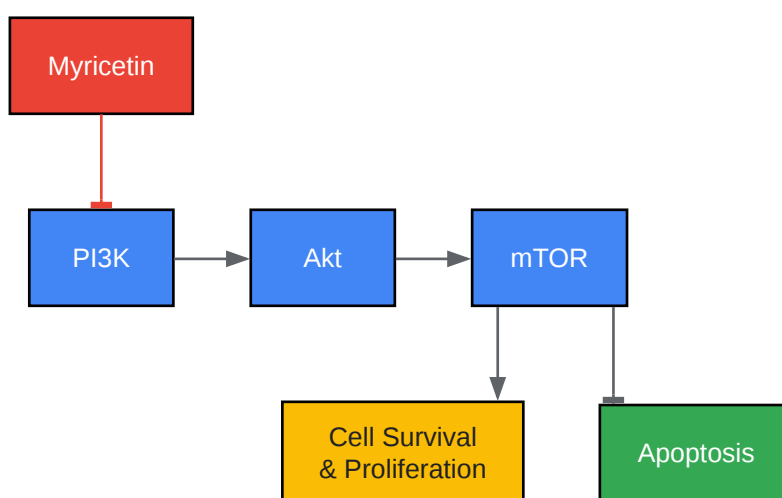 Myricetin
PI3K
Akt
mTOR
Cell Survival
& Proliferation
Apoptosis